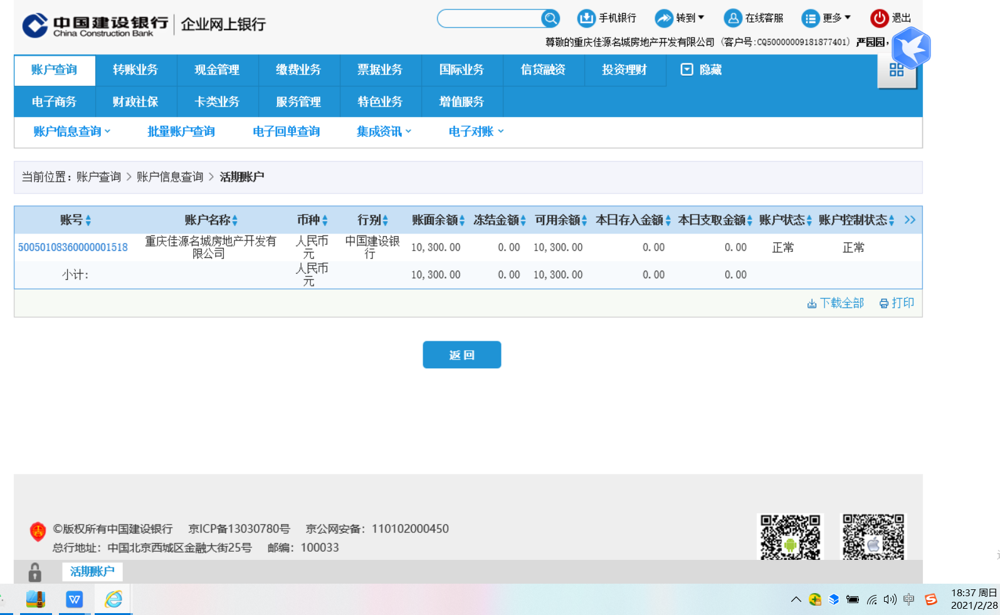 中国建设银行 企业网上银行
China Construction Bank
手机银行 转到 在线客服 更多 退出
尊敬的重庆佳源名城房地产开发有限公司（客户号:CQ50000009181877401）严园园，
账户查询 转账业务 现金管理 缴费业务 票据业务 国际业务 信贷融资 投资理财 隐藏
电子商务 财政社保 卡类业务 服务管理 特色业务 增值服务
账户信息查询 批量账户查询 电子回单查询 集成资讯 电子对账
当前位置：账户查询 > 账户信息查询 > 活期账户
账号 账户名称 币种 行别 账面余额 冻结金额 可用余额 本日存入金额 本日支取金额 账户状态 账户控制状态 >>
50050108360000001518 重庆佳源名城房地产开发有限公司 人民币元 中国建设银行 10,300.00 0.00 10,300.00 0.00 0.00 正常 正常
小计： 人民币元 10,300.00 0.00 10,300.00 0.00 0.00
下载全部 打印
返回
©版权所有中国建设银行 京ICP备13030780号 京公网安备：110102000450
总行地址：中国北京西城区金融大街25号 邮编：100033
活期账户
中
18:37 周日
2021/2/28